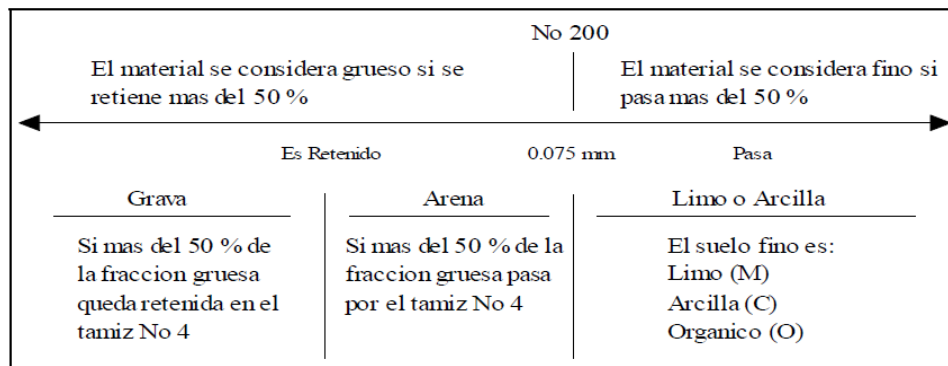 No 200
El material se considera grueso si se
retiene mas del 50 %
El material se considera fino si
pasa mas del 50 %
Es Retenido
0.075 mm
Pasa
Grava
Si mas del 50 % de
la fraccion gruesa
queda retenida en el
tamiz No 4
Arena
Si mas del 50 % de la
fraccion gruesa pasa
por el tamiz No 4
Limo o Arcilla
El suelo fino es:
Limo (M)
Arcilla (C)
Organico (O)